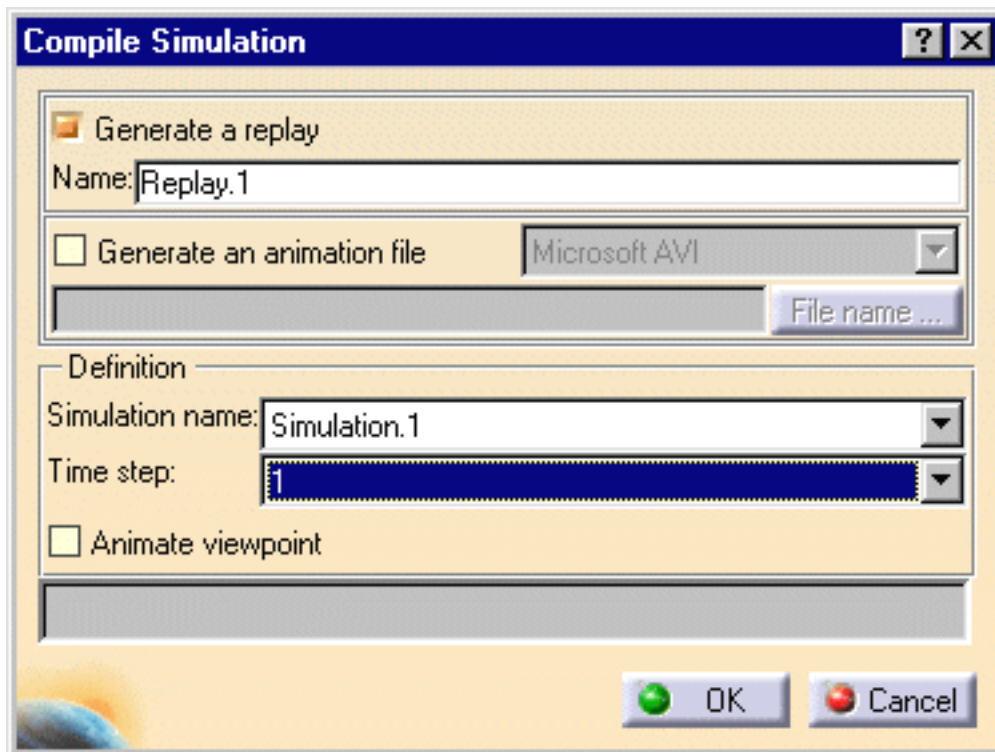 Compile Simulation
Generate a replay
Name: Replay.1
Generate an animation file Microsoft AVI
File name ...
Definition
Simulation name: Simulation.1
Time step: 1
Animate viewpoint
OK Cancel